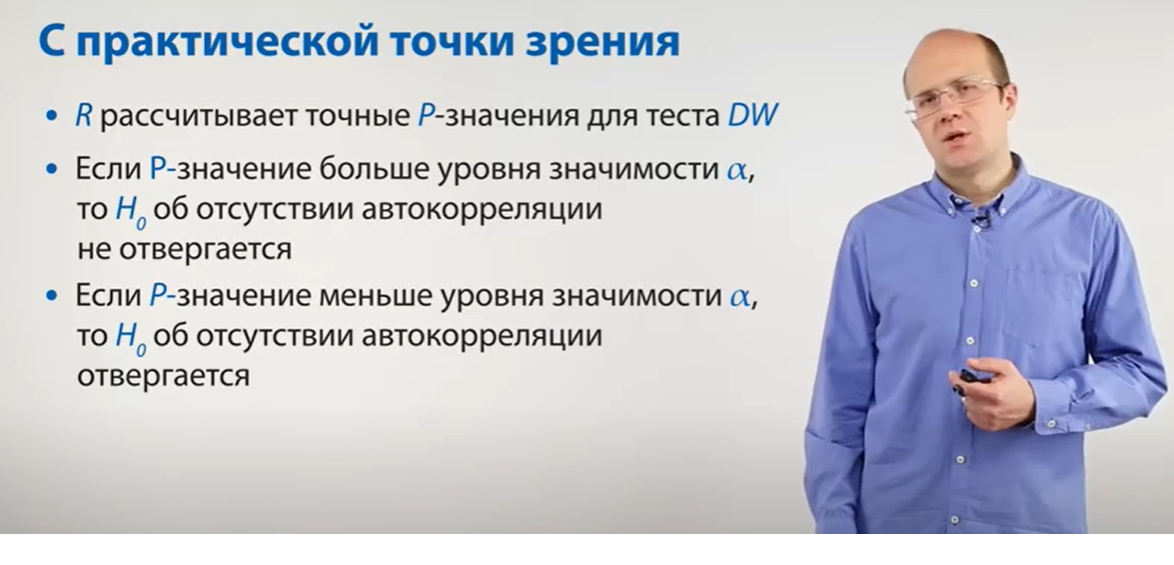 С практической точки зрения
• R рассчитывает точные P-значения для теста DW
• Если P-значение больше уровня значимости α,
то H₀ об отсутствии автокорреляции
не отвергается
• Если P-значение меньше уровня значимости α,
то H₀ об отсутствии автокорреляции
отвергается